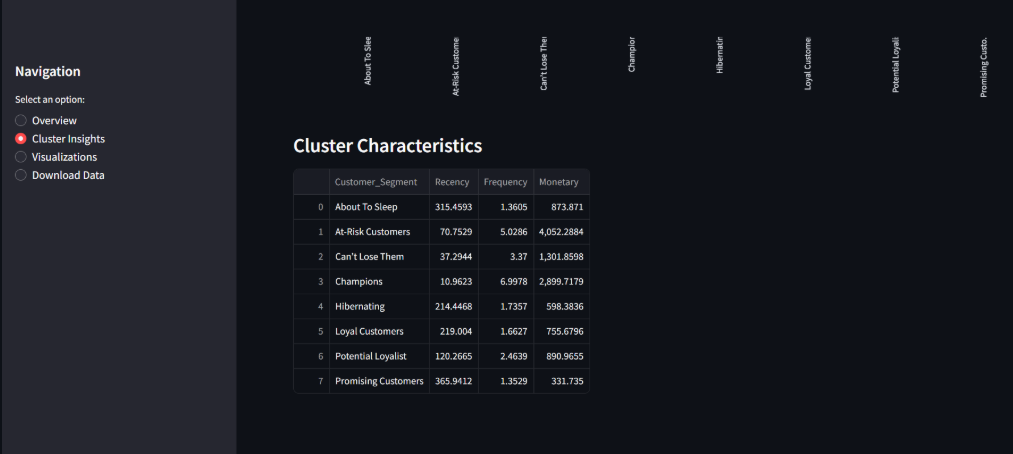 Navigation
Select an option:
Overview
Cluster Insights
Visualizations
Download Data
About To Slee
At-Risk Custome
Can't Lose The
Champior
Hibernatir
Loyal Custome
Potential Loyali
Promising Custo.
Cluster Characteristics
Customer_Segment Recency Frequency Monetary
0 About To Sleep 315.4593 1.3605 873.871
1 At-Risk Customers 70.7529 5.0286 4,052.2884
2 Can't Lose Them 37.2944 3.37 1,301.8598
3 Champions 10.9623 6.9978 2,899.7179
4 Hibernating 214.4468 1.7357 598.3836
5 Loyal Customers 219.004 1.6627 755.6796
6 Potential Loyalist 120.2665 2.4639 890.9655
7 Promising Customers 365.9412 1.3529 331.735